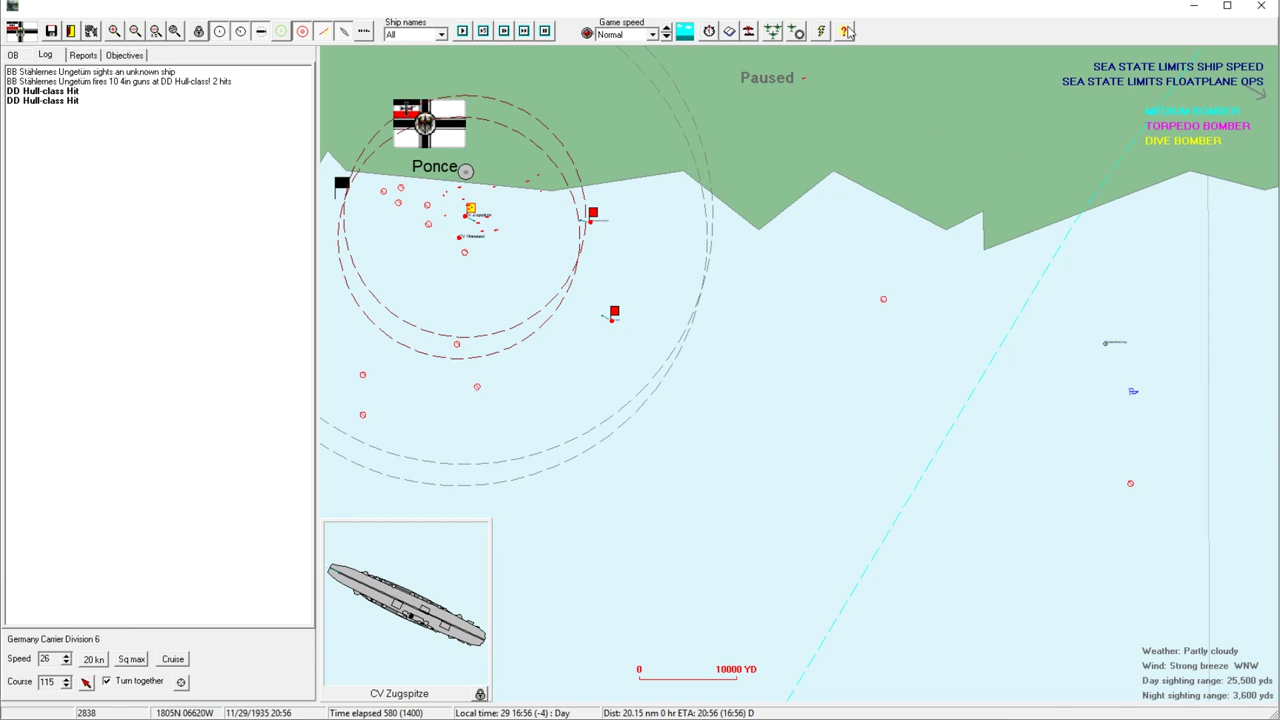 Ship names
Game speed
All
Normal
OB
Log
Reports
Objectives
BB Stählernes Ungetüm sights an unknown ship
BB Stählernes Ungetüm fires 10 4in guns at DD Hull-class! 2 hits
DD Hull-class Hit
DD Hull-class Hit
Paused
SEA STATE LIMITS SHIP SPEED
SEA STATE LIMITS FLOATPLANE OPS
MEDIUM BOMBER
TORPEDO BOMBER
DIVE BOMBER
Ponce
CV Zugspitze
0
10000 YD
Weather: Partly cloudy
Wind: Strong breeze WNW
Day sighting range: 25,500 yds
Night sighting range: 3,600 yds
Germany Carrier Division 6
Speed
26
20 kn
Sq max
Cruise
Course
115
Turn together
CV Zugspitze
2838
1805N 06620W
11/29/1935 20:56
Time elapsed 580 (1400)
Local time: 29 16:56 (-4) : Day
Dist: 20.15 nm 0 hr ETA: 20:56 (16:56) D